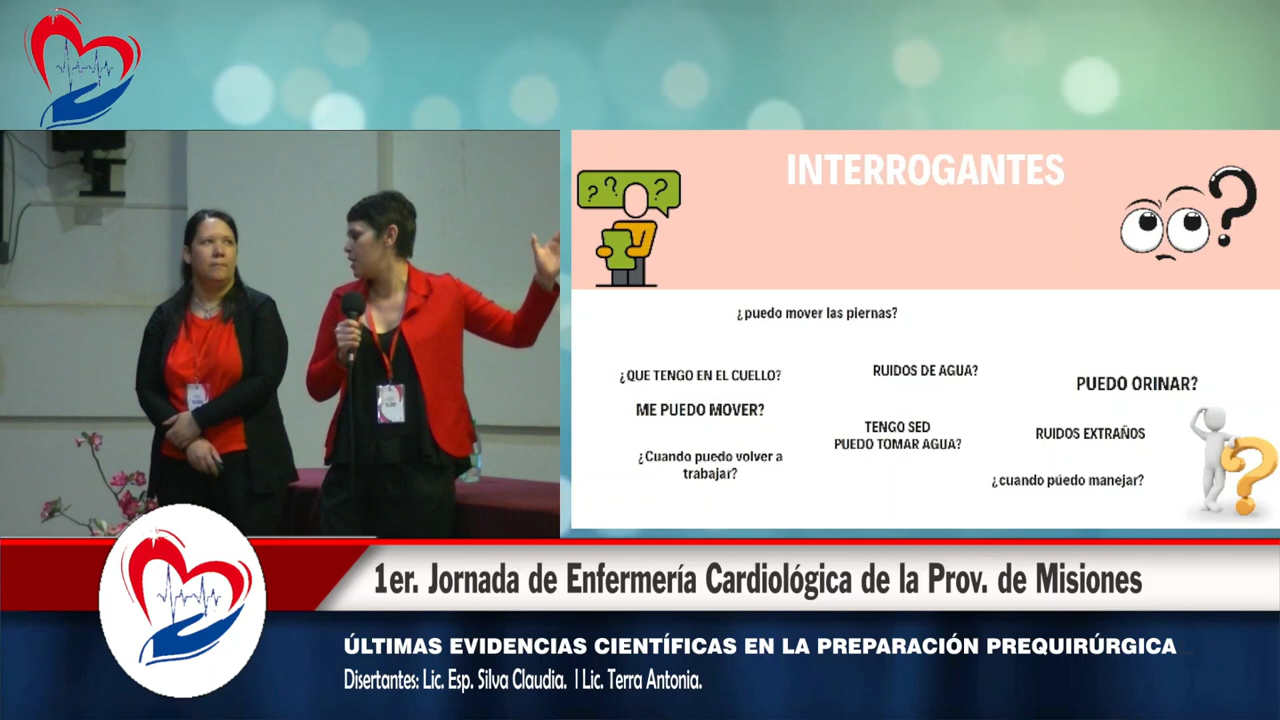 INTERROGANTES
? ? ?
?
¿puedo mover las piernas?
¿QUE TENGO EN EL CUELLO?
RUIDOS DE AGUA?
PUEDO ORINAR?
ME PUEDO MOVER?
TENGO SED
PUEDO TOMAR AGUA?
RUIDOS EXTRAÑOS
¿Cuando puedo volver a
trabajar?
¿cuando puedo manejar?
?
1er. Jornada de Enfermería Cardiológica de la Prov. de Misiones
ÚLTIMAS EVIDENCIAS CIENTÍFICAS EN LA PREPARACIÓN PREQUIRÚRGICA
Disertantes: Lic. Esp. Silva Claudia. I Lic. Terra Antonia.